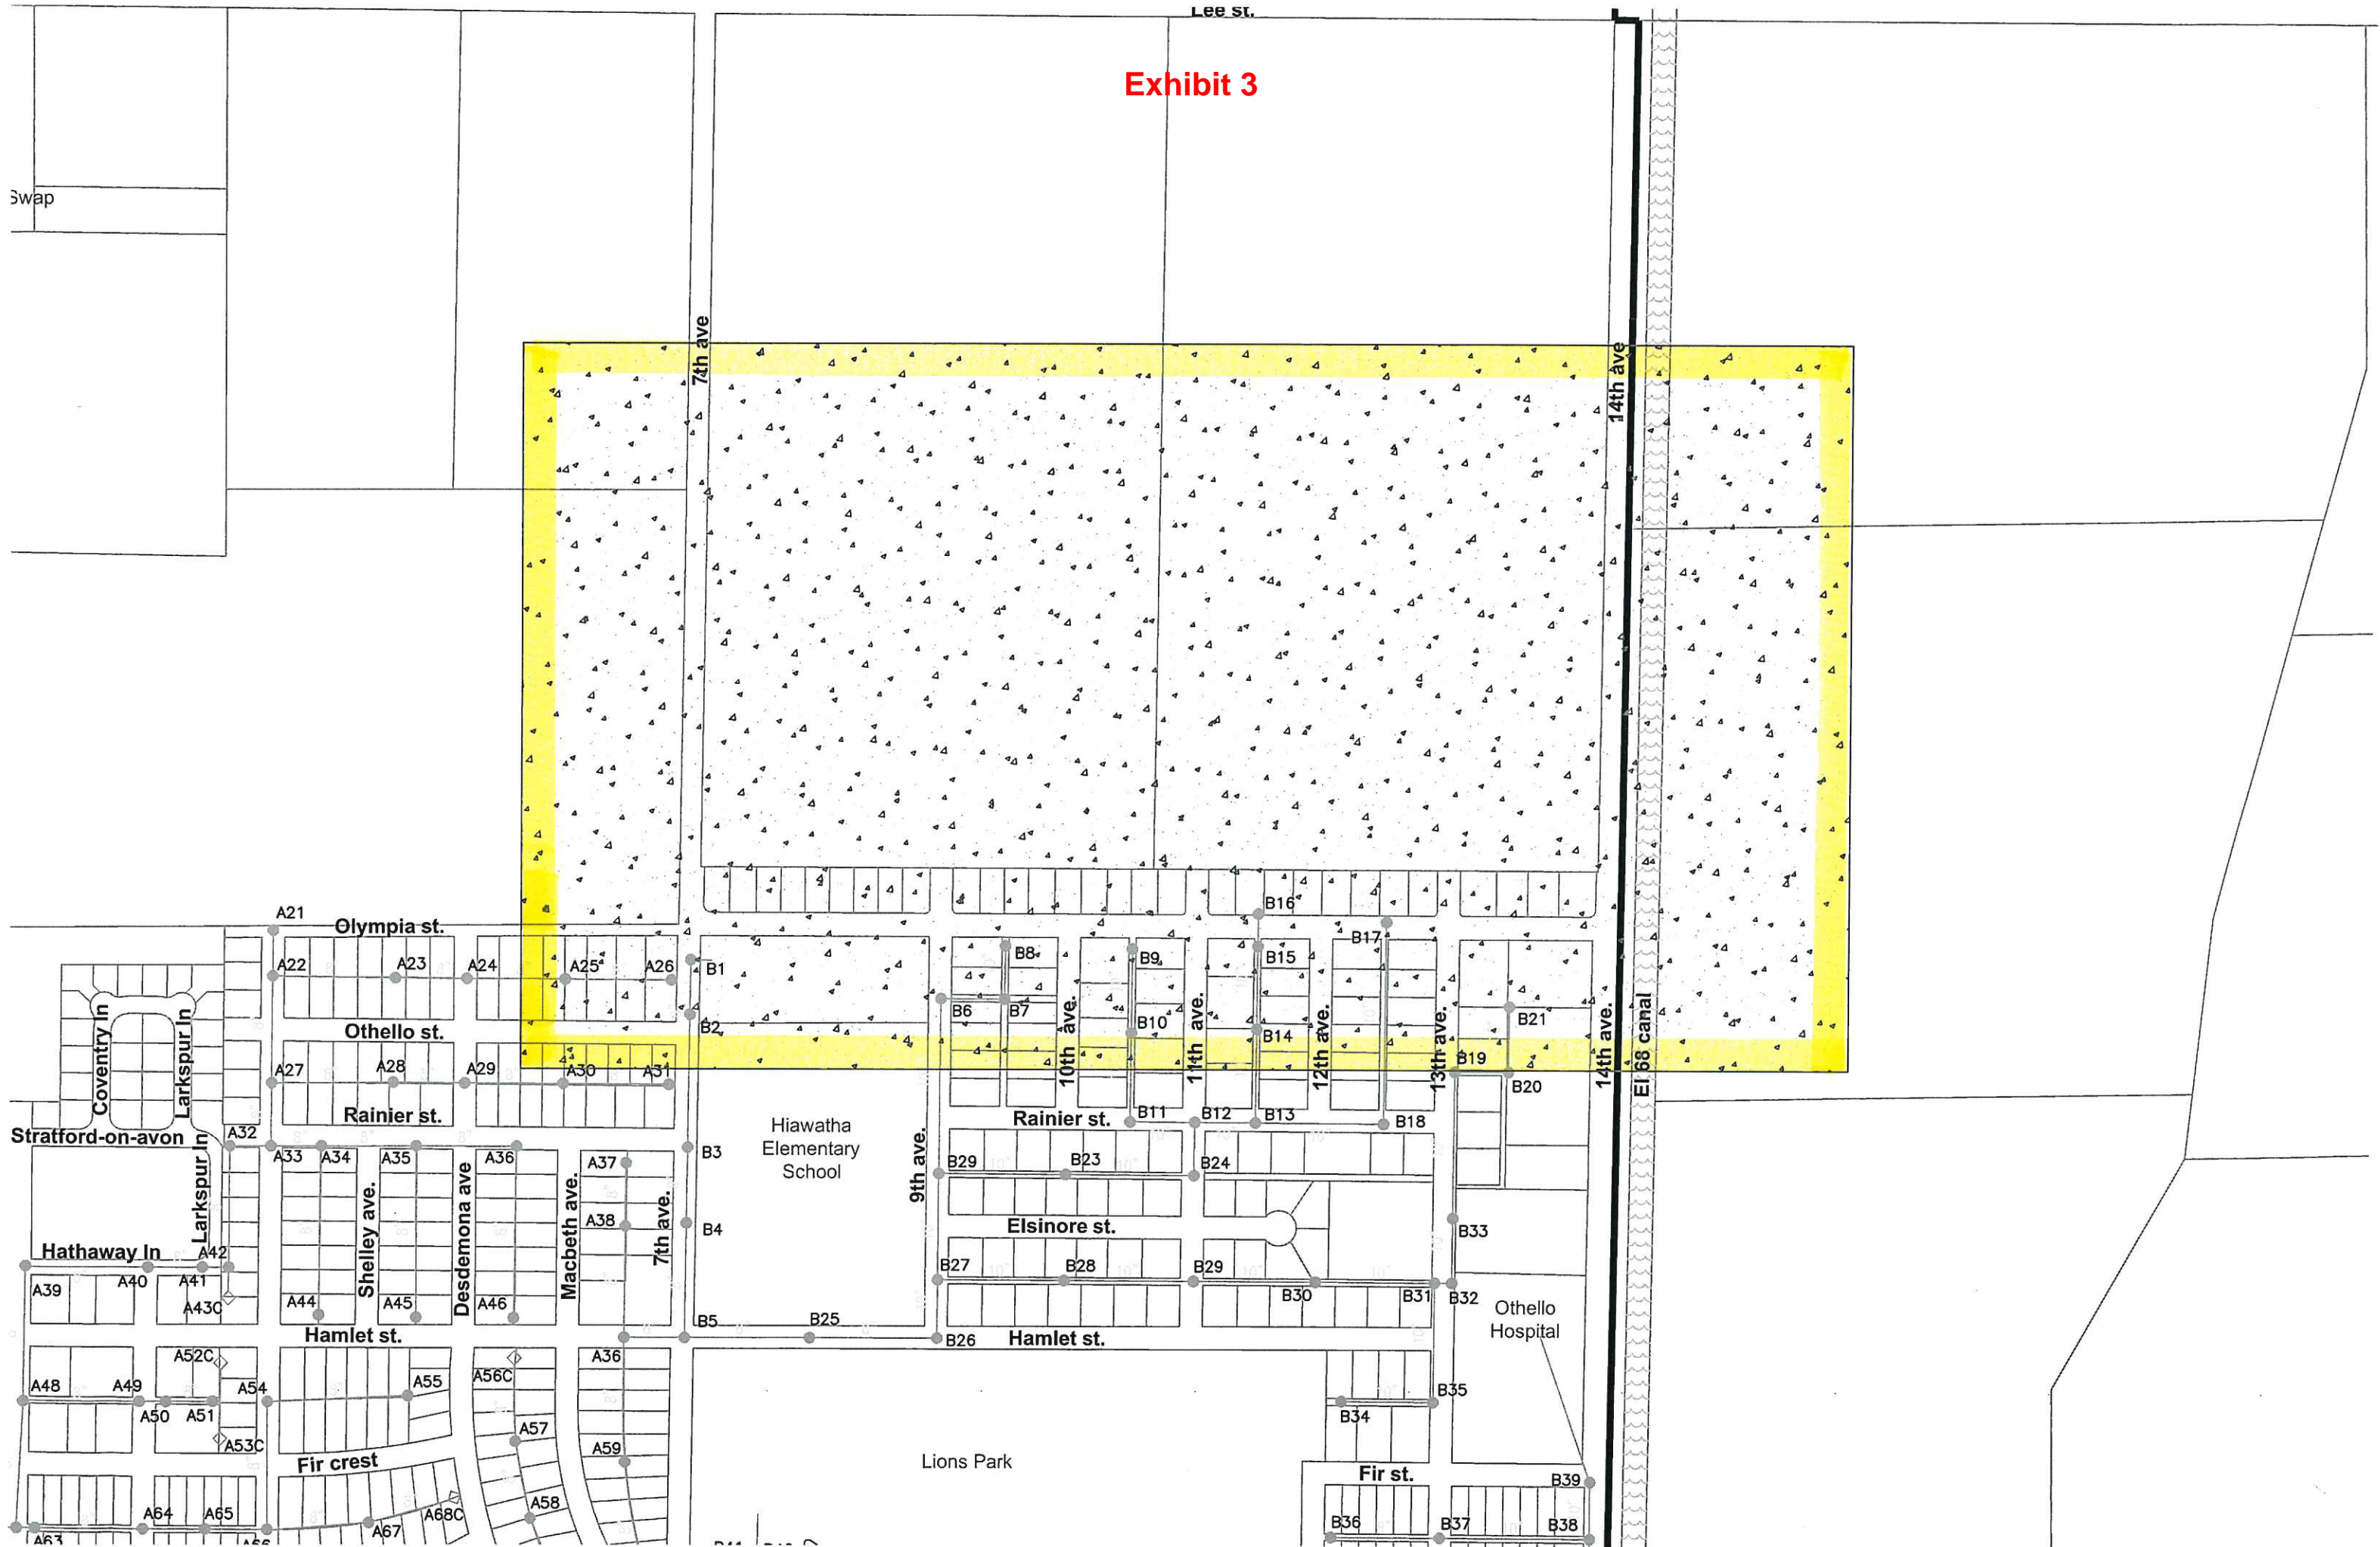 Lee st.
Exhibit 3
Swap
7th ave
14th ave
A21
Olympia st.
B16
B17
A22
A23
A24
A25
A26
B1
B8
B9
B15
B6
B7
B21
Coventry ln
Larkspur ln
Othello st.
B2
10th ave.
B10
11th ave.
B14
12th ave.
13th ave.
14th ave.
El 68 canal
B19
B20
A27
A28
A29
A30
A31
Rainier st.
Rainier st.
B11
B12
B13
B18
Stratford-on-avon
A32
Larkspur ln
A33
A34
A35
A36
A37
B3
Hiawatha
Elementary
School
9th ave.
B29
B23
B24
Shelley ave.
Desdemona ave
Macbeth ave.
A38
7th ave.
B4
Elsinore st.
B33
Hathaway ln
A42
A39
A40
A41
A43C
A44
A45
A46
B27
B28
B29
B30
B31
B32
Othello
Hospital
Hamlet st.
B5
B25
B26
Hamlet st.
A52C
A56C
A36
A48
A49
A54
A55
B35
A50
A51
B34
A53C
A57
A59
Fir crest
Lions Park
Fir st.
B39
A64
A65
A67
A68C
A58
B36
B37
B38
A63
A66